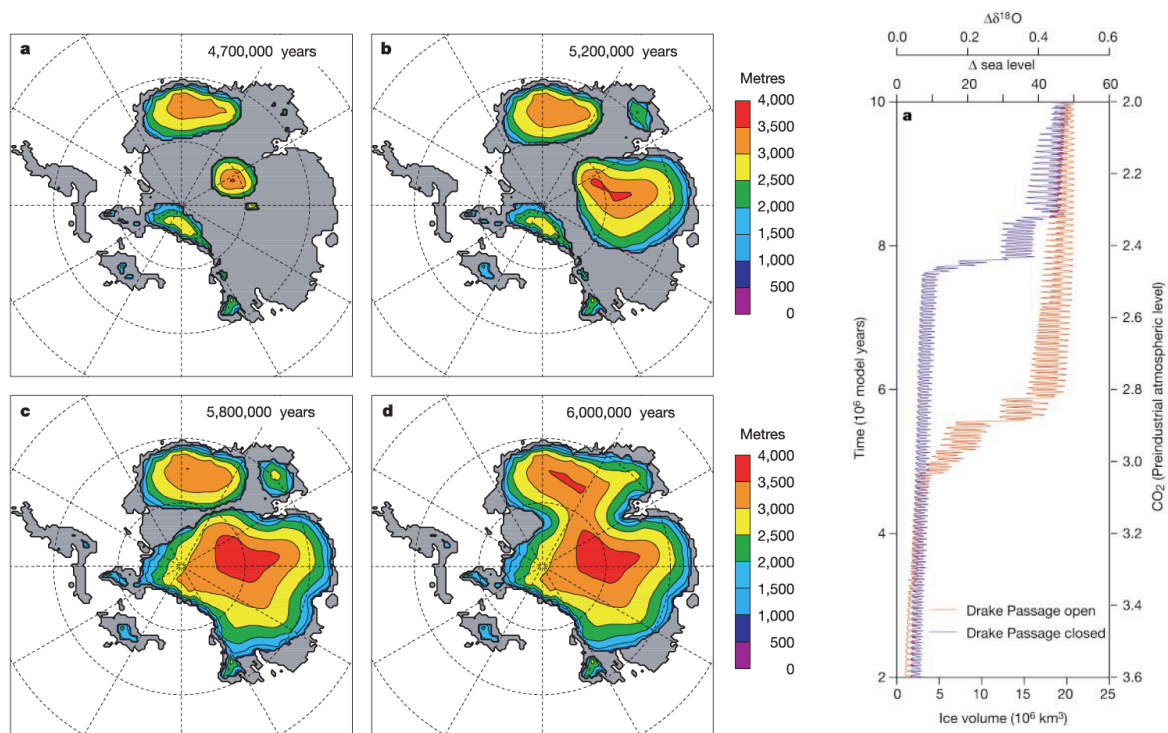 a
4,700,000 years
b
5,200,000 years
Metres
4,000
3,500
3,000
2,500
2,000
1,500
1,000
500
0
c
5,800,000 years
d
6,000,000 years
Metres
4,000
3,500
3,000
2,500
2,000
1,500
1,000
500
0
Δδ¹⁸O
0.0 0.2 0.4 0.6
Δ sea level
0 20 40 60
a
10
8
6
4
2
Time (10⁶ model years)
2.0
2.2
2.4
2.6
2.8
3.0
3.2
3.4
3.6
CO₂ (Preindustrial atmospheric level)
Drake Passage open
Drake Passage closed
0 5 10 15 20 25
Ice volume (10⁶ km³)